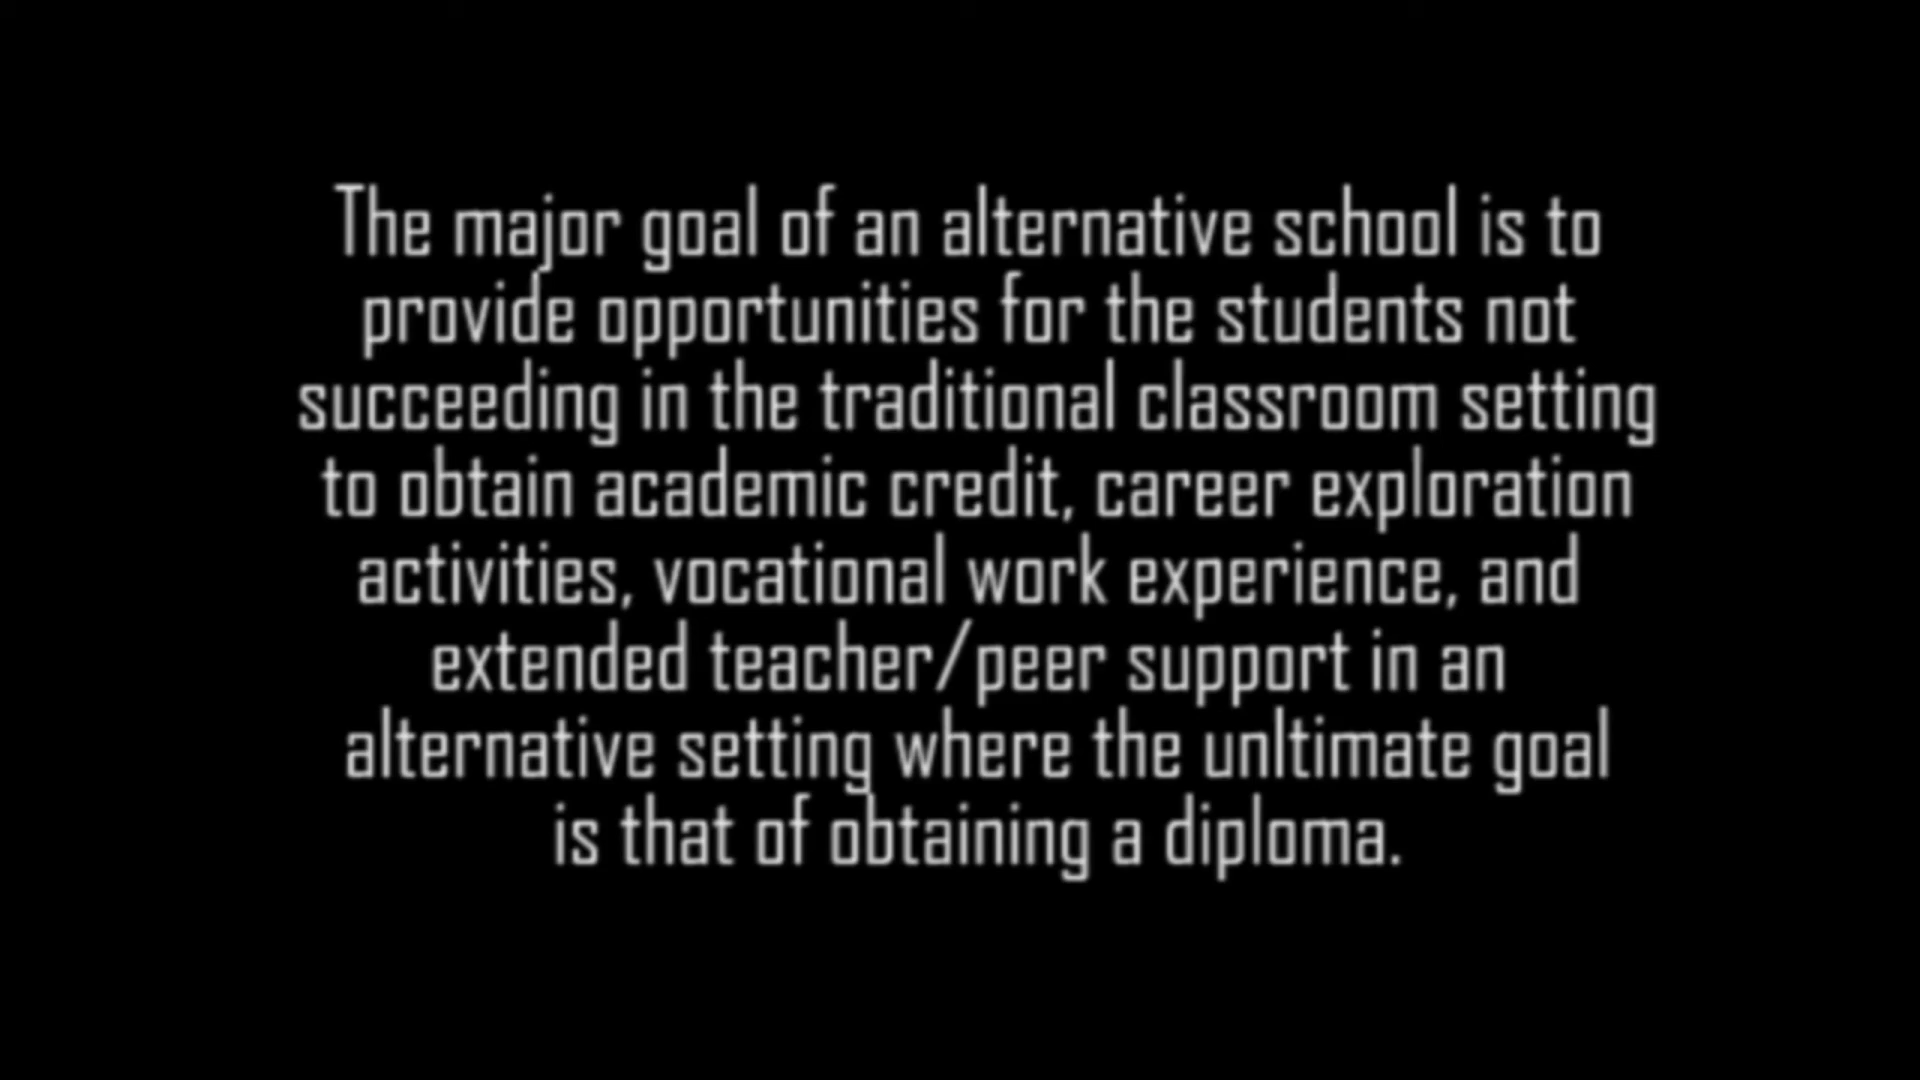 The major goal of an alternative school is to
provide opportunities for the students not
succeeding in the traditional classroom setting
to obtain academic credit, career exploration
activities, vocational work experience, and
extended teacher/peer support in an
alternative setting where the unltimate goal
is that of obtaining a diploma.